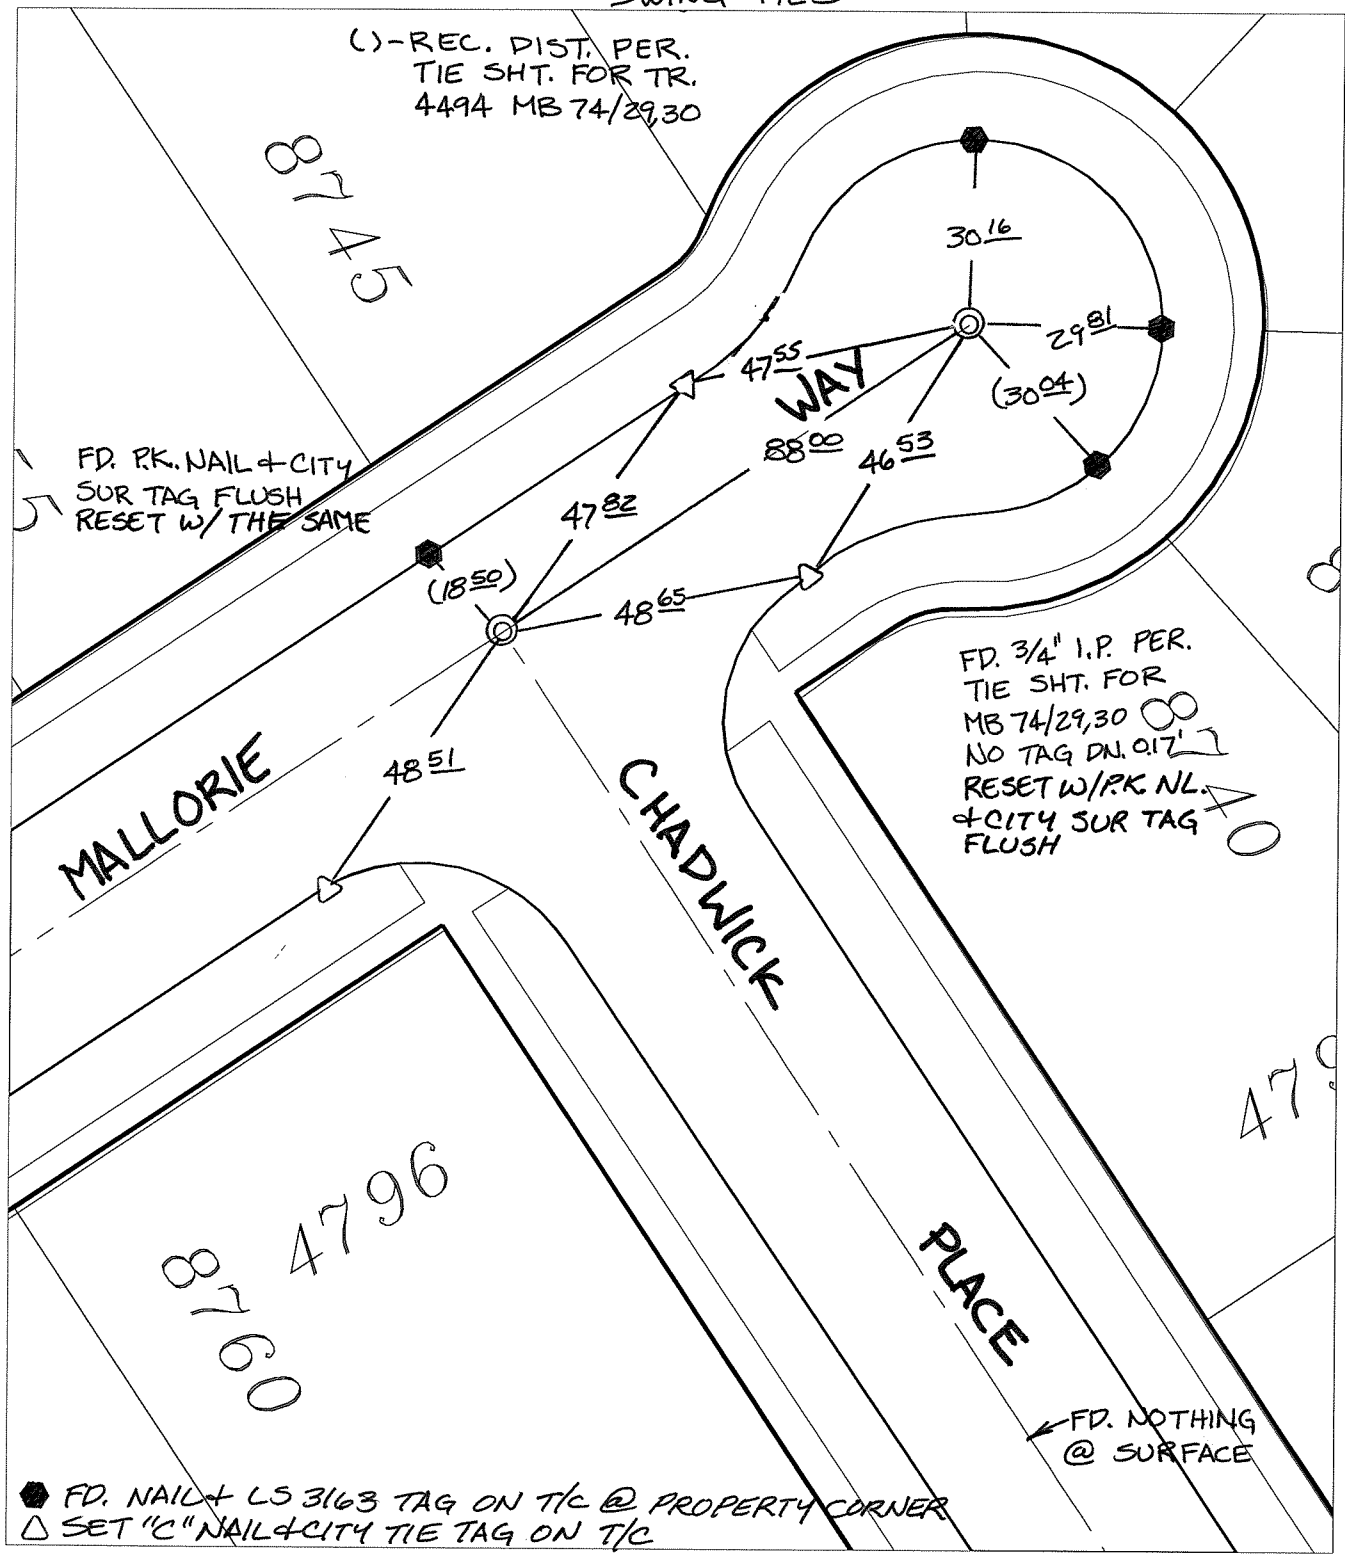 SWING TIES
( )-REC. DIST. PER.
TIE SHT. FOR TR.
4494 MB 74/29,30
8745
30 16
29 81
(30 04)
47 55
WAY
88 00
46 53
FD. P.K. NAIL & CITY
SUR TAG FLUSH
RESET W/ THE SAME
47 82
(18 50)
48 65
FD. 3/4" I.P. PER.
TIE SHT. FOR
MB 74/29,30
NO TAG DN. 0.17'
RESET W/P.K. NL.
& CITY SUR TAG
FLUSH
8740
48 51
MALLORIE
CHADWICK
479
4796
8760
PLACE
FD. NOTHING
@ SURFACE
FD. NAIL & LS 3163 TAG ON T/C @ PROPERTY CORNER
SET "C" NAIL & CITY TIE TAG ON T/C